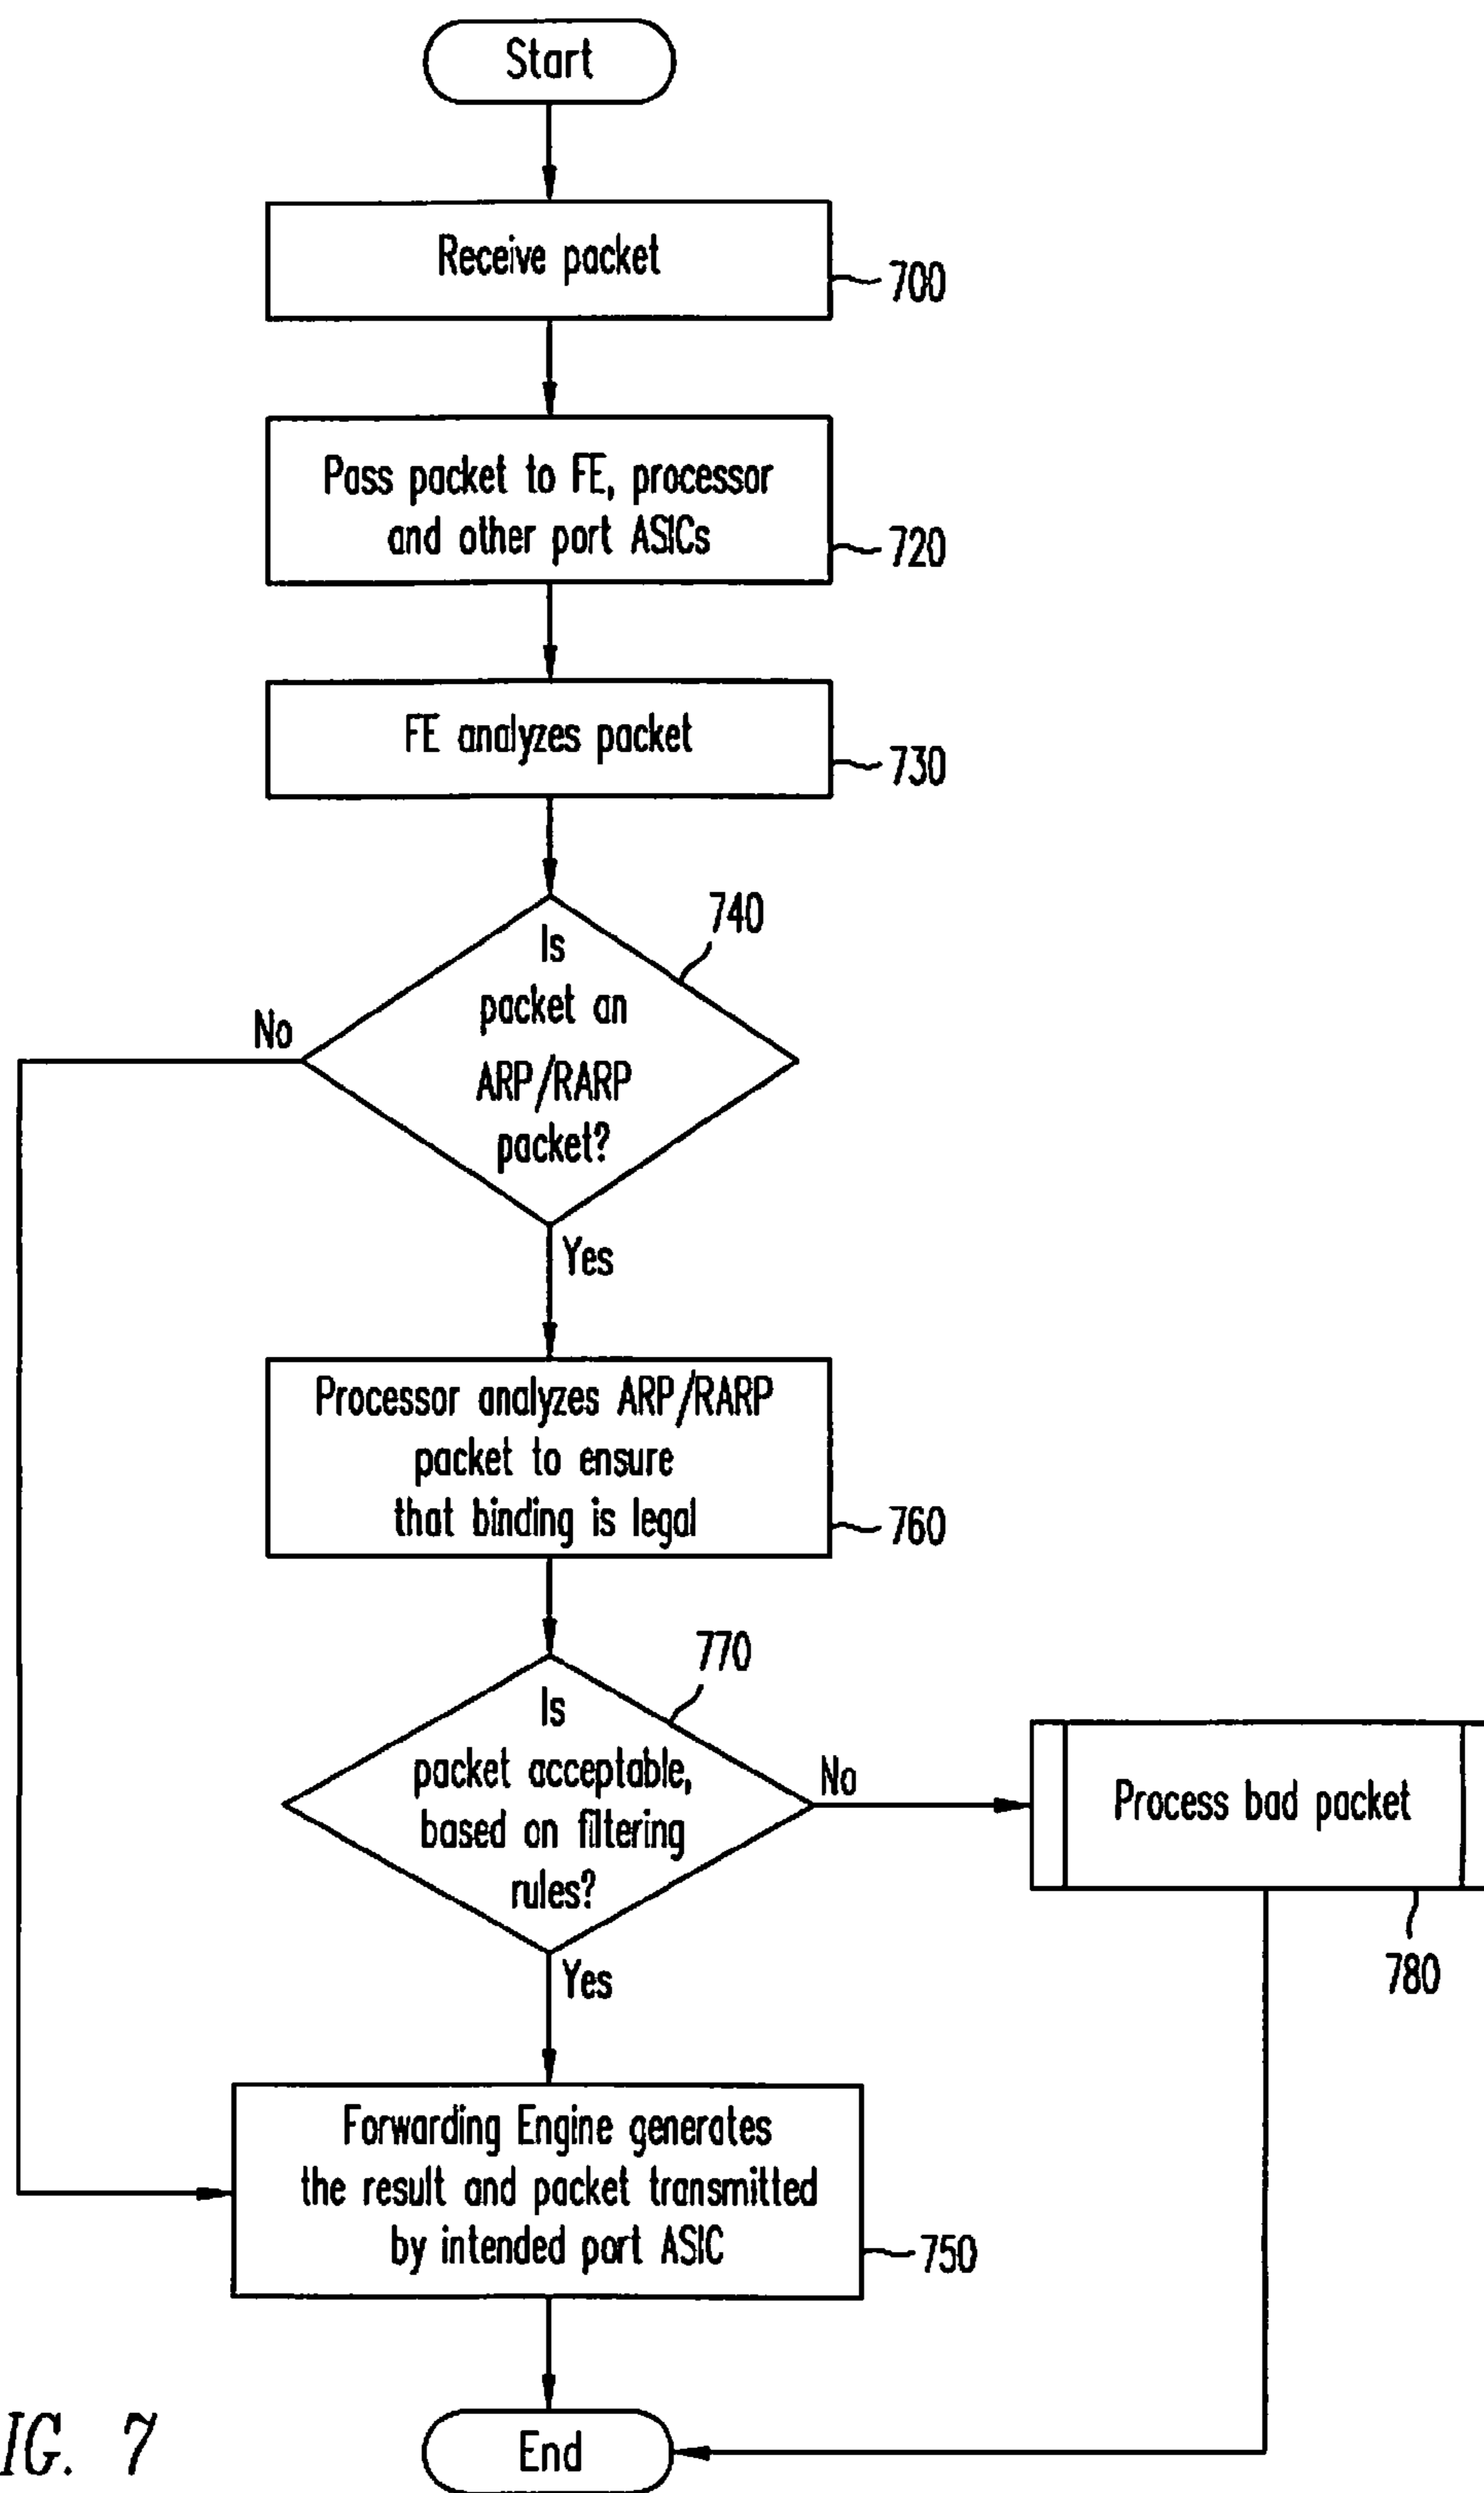 Start
Receive packet
700
Pass packet to FE, processor
and other port ASICs
720
FE analyzes packet
730
740
Is
packet an
ARP/RARP
packet?
No
Yes
Processor analyzes ARP/RARP
packet to ensure
that binding is legal
760
770
Is
packet acceptable,
based on filtering
rules?
No
Process bad packet
780
Yes
Forwarding Engine generates
the result and packet transmitted
by intended port ASIC
750
End
IG. 7